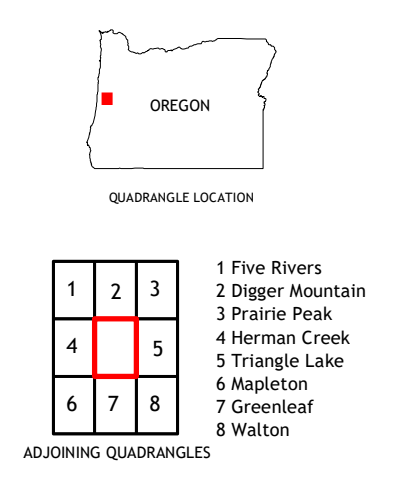 OREGON
QUADRANGLE LOCATION
1 2 3
4 5
6 7 8
1 Five Rivers
2 Digger Mountain
3 Prairie Peak
4 Herman Creek
5 Triangle Lake
6 Mapleton
7 Greenleaf
8 Walton
ADJOINING QUADRANGLES